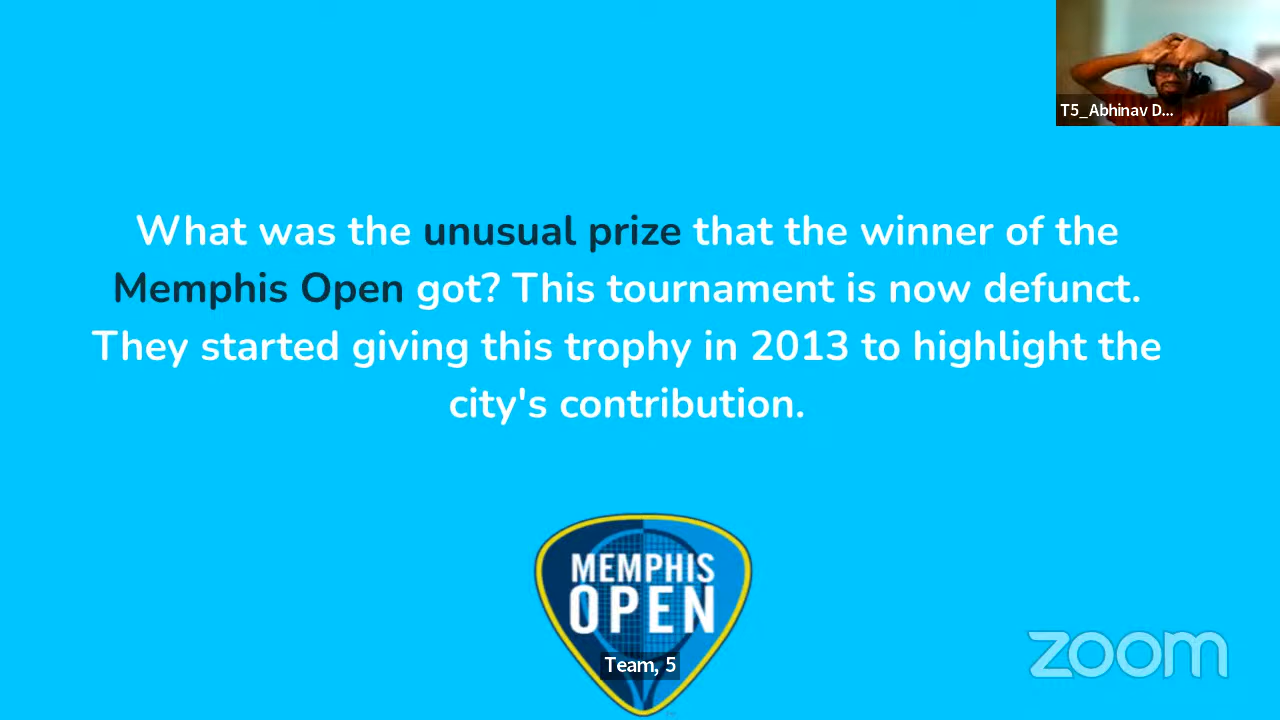 T5_Abhinav D...
What was the unusual prize that the winner of the
Memphis Open got? This tournament is now defunct.
They started giving this trophy in 2013 to highlight the
city's contribution.
MEMPHIS
OPEN
Team, 5
zoom